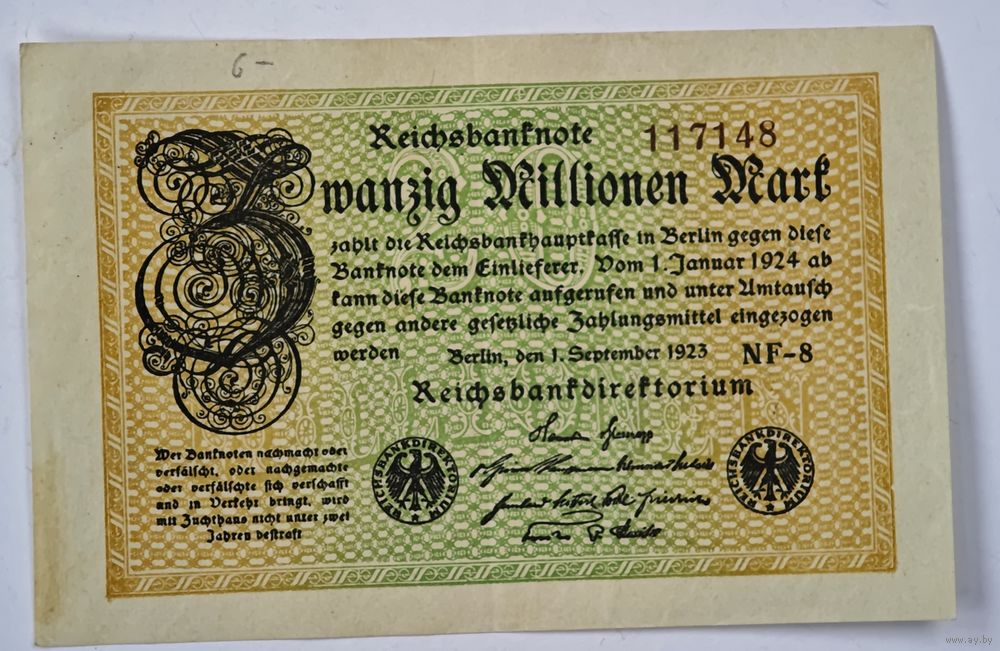 6-
Reichsbanknote 117148
Zwanzig Millionen Mark
zahlt die Reichsbankhauptkasse in Berlin gegen diese
Banknote dem Einlieferer. Vom 1. Januar 1924 ab
kann diese Banknote aufgerufen und unter Umtausch
gegen andere gesetzliche Zahlungsmittel eingezogen
werden Berlin, den 1. September 1923 NF-8
Reichsbankdirektorium
Wer Banknoten nachmacht oder
verfälscht, oder nachgemachte
oder verfälschte sich verschafft
und in Verkehr bringt, wird
mit Zuchthaus nicht unter zwei
Jahren bestraft
REICHSBANKDIREKTORIUM
REICHSBANKDIREKTORIUM
www.ay.by